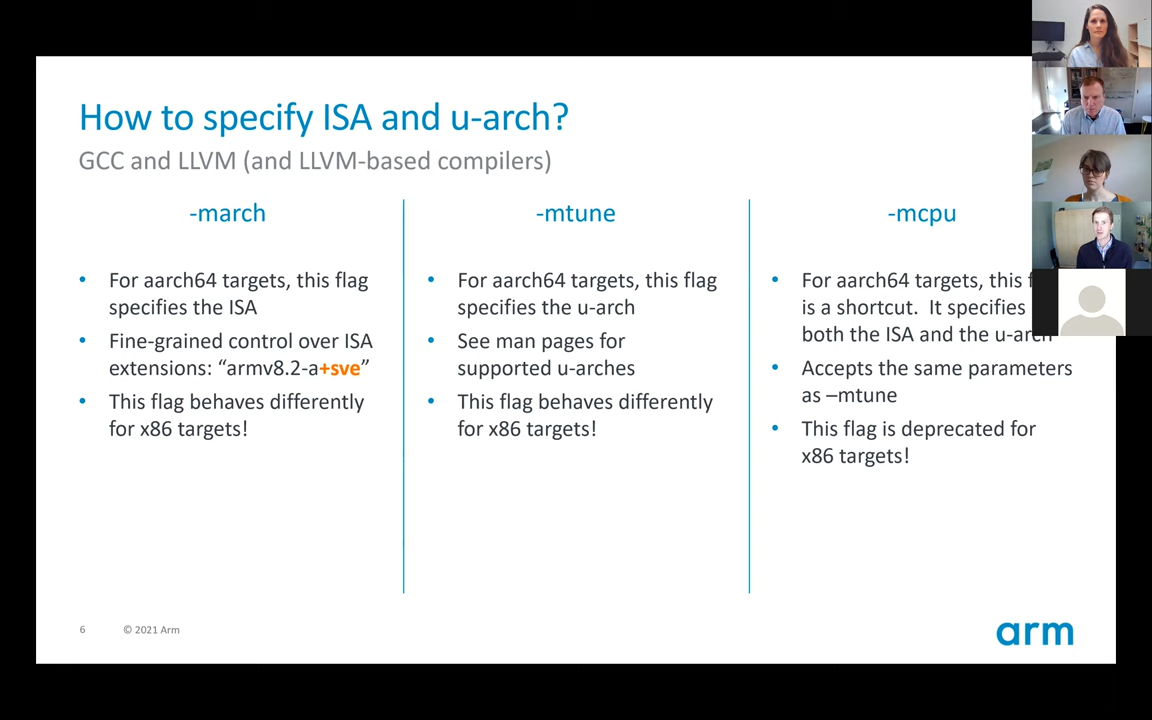 How to specify ISA and u-arch?
GCC and LLVM (and LLVM-based compilers)
-march
• For aarch64 targets, this flag
specifies the ISA
• Fine-grained control over ISA
extensions: “armv8.2-a+sve”
• This flag behaves differently
for x86 targets!
-mtune
• For aarch64 targets, this flag
specifies the u-arch
• See man pages for
supported u-arches
• This flag behaves differently
for x86 targets!
-mcpu
• For aarch64 targets, this
is a shortcut.  It specifies
both the ISA and the u-arch
• Accepts the same parameters
as –mtune
• This flag is deprecated for
x86 targets!
6
© 2021 Arm
arm